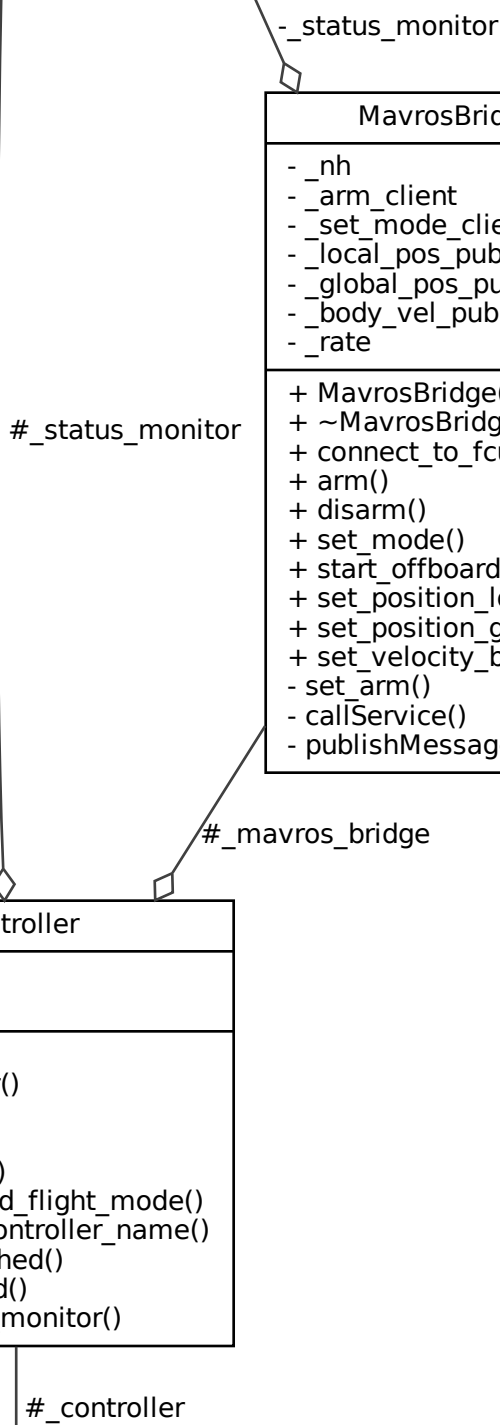 -_status_monitor
MavrosBrid
- _nh
- _arm_client
- _set_mode_clie
- _local_pos_pub
- _global_pos_pu
- _body_vel_pub
- _rate
+ MavrosBridge(
+ ~MavrosBridg
+ connect_to_fcu
+ arm()
+ disarm()
+ set_mode()
+ start_offboard
+ set_position_lo
+ set_position_g
+ set_velocity_b
- set_arm()
- callService()
- publishMessag
#_status_monitor
#_mavros_bridge
troller
r()
)
d_flight_mode()
ontroller_name()
hed()
d()
monitor()
#_controller